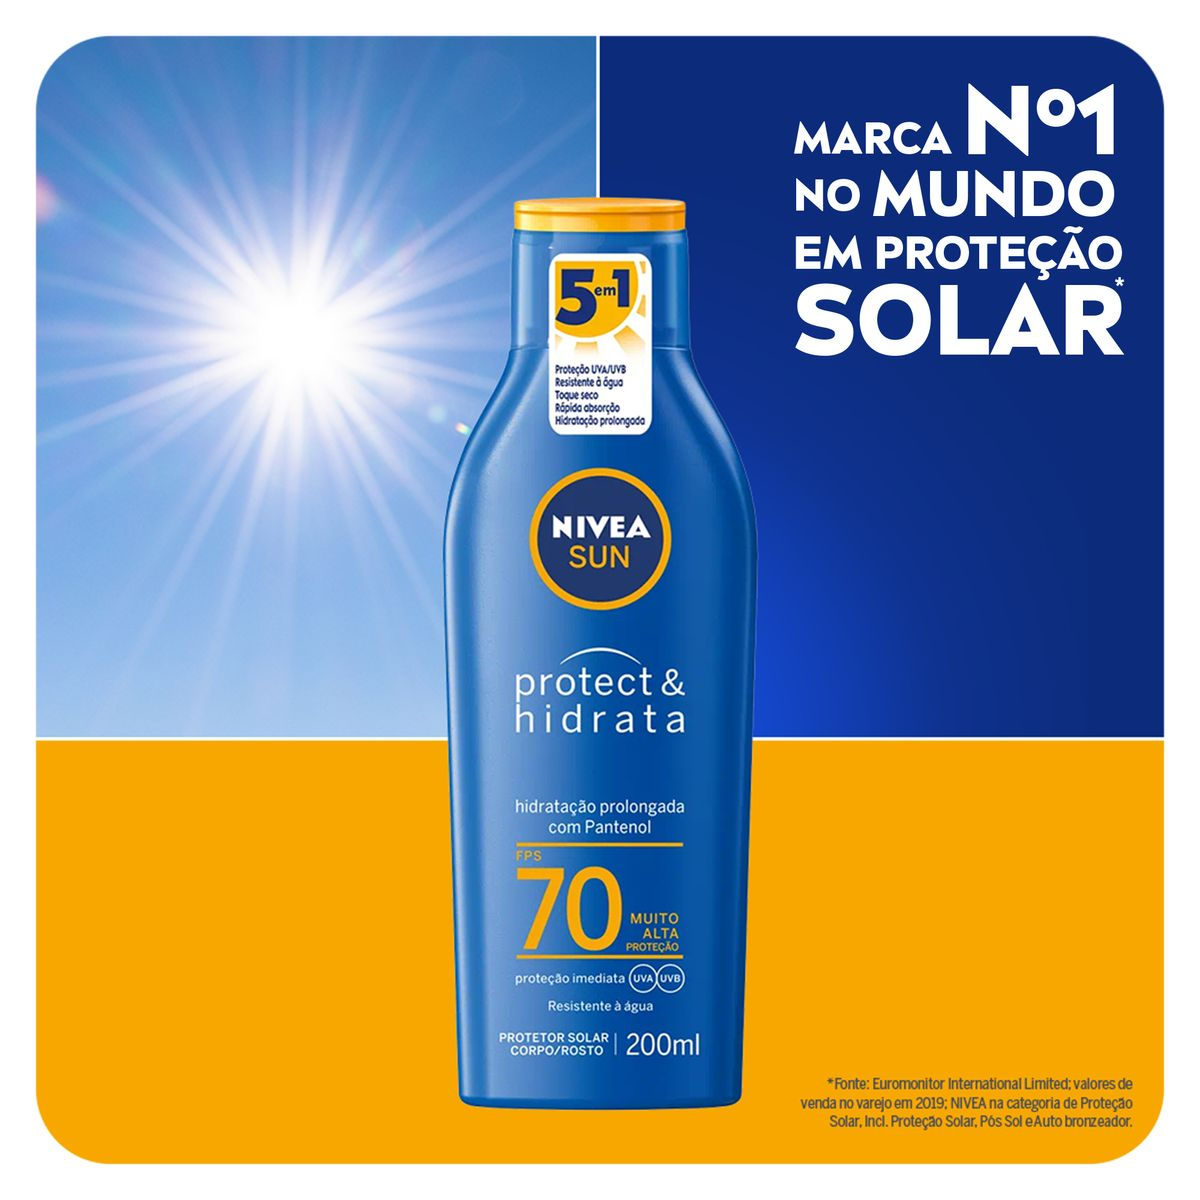 MARCA Nº1
NO MUNDO
EM PROTEÇÃO
SOLAR*
5em1
Proteção UVA/UVB
Resistente à água
Toque seco
Rápida absorção
Hidratação prolongada
NIVEA
SUN
protect &
hidrata
hidratação prolongada
com Pantenol
FPS
70
MUITO
ALTA
PROTEÇÃO
proteção imediata UVA UVB
Resistente à água
PROTETOR SOLAR
CORPO/ROSTO | 200ml
*Fonte: Euromonitor International Limited; valores de
venda no varejo em 2019; NIVEA na categoria de Proteção
Solar, Incl. Proteção Solar, Pós Sol e Auto bronzeador.